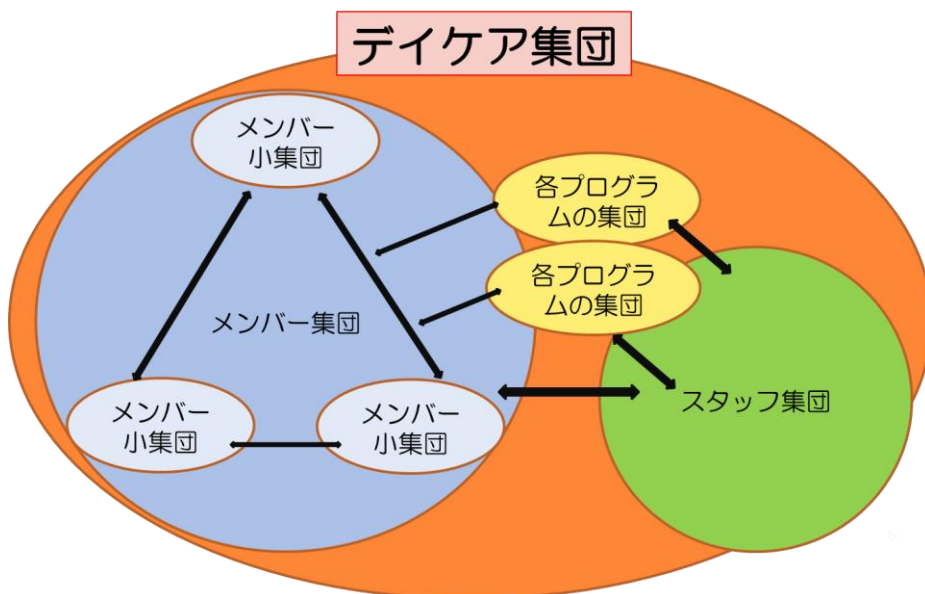 デイケア集団
メンバー
小集団
各プログラ
ムの集団
各プログラ
ムの集団
メンバー集団
メンバー
小集団
メンバー
小集団
スタッフ集団